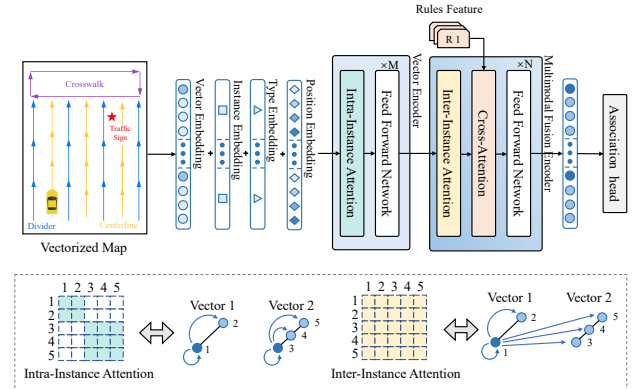 Rules Feature
R 1
×M
×N
Crosswalk
Traffic
Sign
Divider
Centerline
Vectorized Map
Vector Embedding
Instance Embedding
Type Embedding
Position Embedding
Intra-Instance Attention
Feed Forward Network
Vector Encoder
Inter-Instance Attention
Cross-Attention
Feed Forward Network
Multimodal Fusion Encoder
Association head
1 2 3 4 5
1
2
3
4
5
Intra-Instance Attention
Vector 1
2
1
Vector 2
5
4
3
1 2 3 4 5
1
2
3
4
5
Inter-Instance Attention
Vector 1
2
1
Vector 2
5
4
3